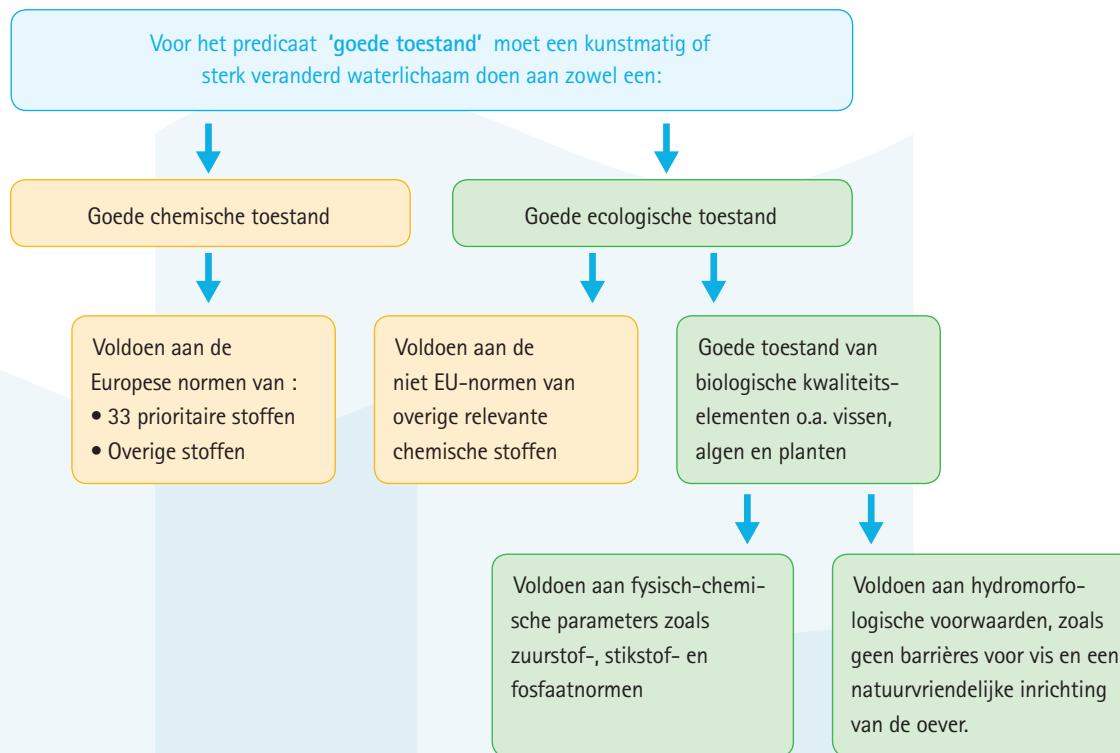 Voor het predicaat 'goede toestand' moet een kunstmatig of
sterk veranderd waterlichaam doen aan zowel een:
Goede chemische toestand
Goede ecologische toestand
Voldoen aan de
Europese normen van :
• 33 prioritaire stoffen
• Overige stoffen
Voldoen aan de
niet EU-normen van
overige relevante
chemische stoffen
Goede toestand van
biologische kwaliteits-
elementen o.a. vissen,
algen en planten
Voldoen aan fysisch-chemi-
sche parameters zoals
zuurstof-, stikstof- en
fosfaatnormen
Voldoen aan hydromorfo-
logische voorwaarden, zoals
geen barrières voor vis en een
natuurvriendelijke inrichting
van de oever.